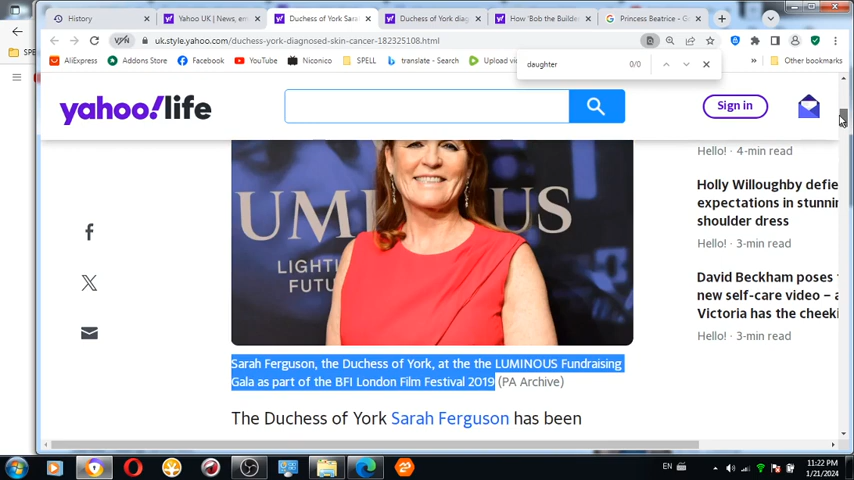 History
Yahoo UK | News, en
Duchess of York Sara
Duchess of York diag
How 'Bob the Builde
Princess Beatrice - G
VPN
uk.style.yahoo.com/duchess-york-diagnosed-skin-cancer-182325108.html
SPE
AliExpress
Addons Store
Facebook
YouTube
Niconico
SPELL
translate - Search
Upload vi
»
Other bookmarks
daughter
0/0
yahoo!life
Sign in
UM
OUS
LIGHTI
FUTU
Hello! · 4-min read
Holly Willoughby defie
expectations in stunnin
shoulder dress
Hello! · 3-min read
David Beckham poses
new self-care video – a
Victoria has the cheeki
Hello! · 3-min read
Sarah Ferguson, the Duchess of York, at the the LUMINOUS Fundraising
Gala as part of the BFI London Film Festival 2019 (PA Archive)
The Duchess of York Sarah Ferguson has been
EN
11:22 PM
1/21/2024